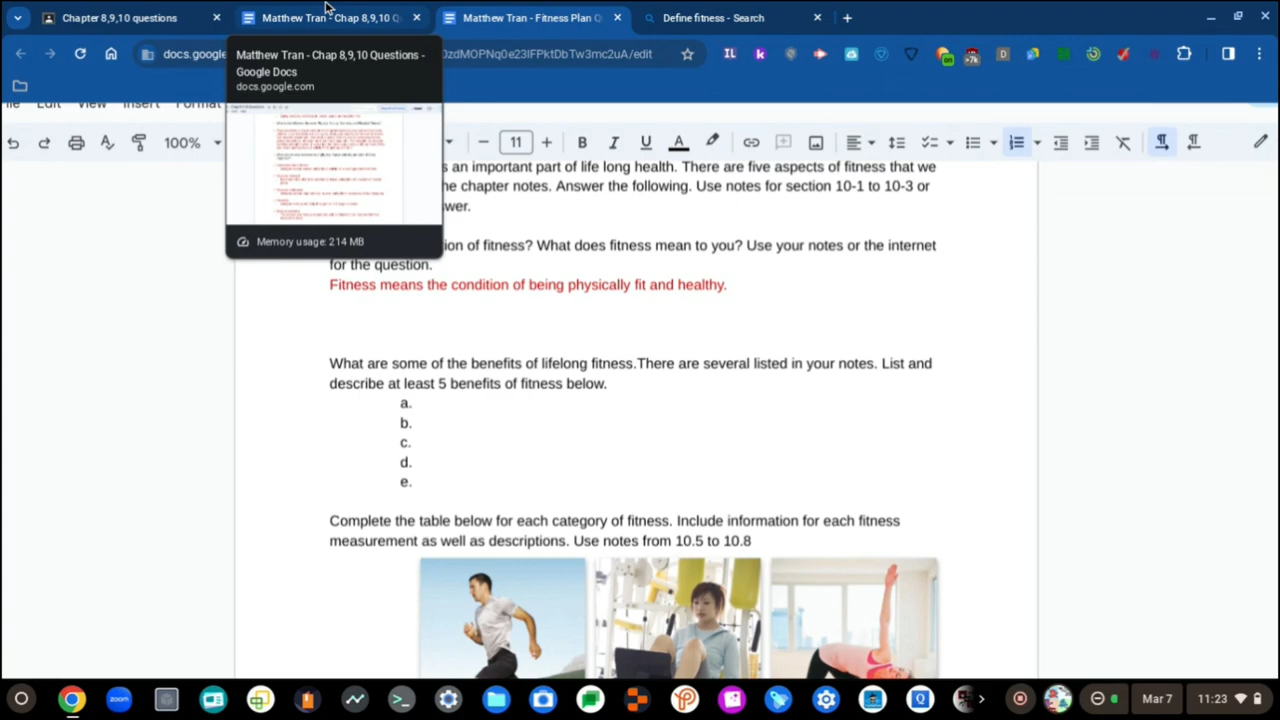 Chapter 8,9,10 questions
Matthew Tran - Chap 8,9,10 Q
Matthew Tran - Fitness Plan Q
Define fitness - Search
docs.google
0zdMOPNq0e23IFPktDbTw3mc2uA/edit
Matthew Tran - Chap 8,9,10 Questions -
Google Docs
docs.google.com
Memory usage: 214 MB
Edit View Insert Format
100%
11
B I U A
s an important part of life long health. There are five aspects of fitness that we
he chapter notes. Answer the following. Use notes for section 10-1 to 10-3 or
wer.
ion of fitness? What does fitness mean to you? Use your notes or the internet
for the question.
Fitness means the condition of being physically fit and healthy.
What are some of the benefits of lifelong fitness.There are several listed in your notes. List and
describe at least 5 benefits of fitness below.
a.
b.
c.
d.
e.
Complete the table below for each category of fitness. Include information for each fitness
measurement as well as descriptions. Use notes from 10.5 to 10.8
zoom
Mar 7
11:23